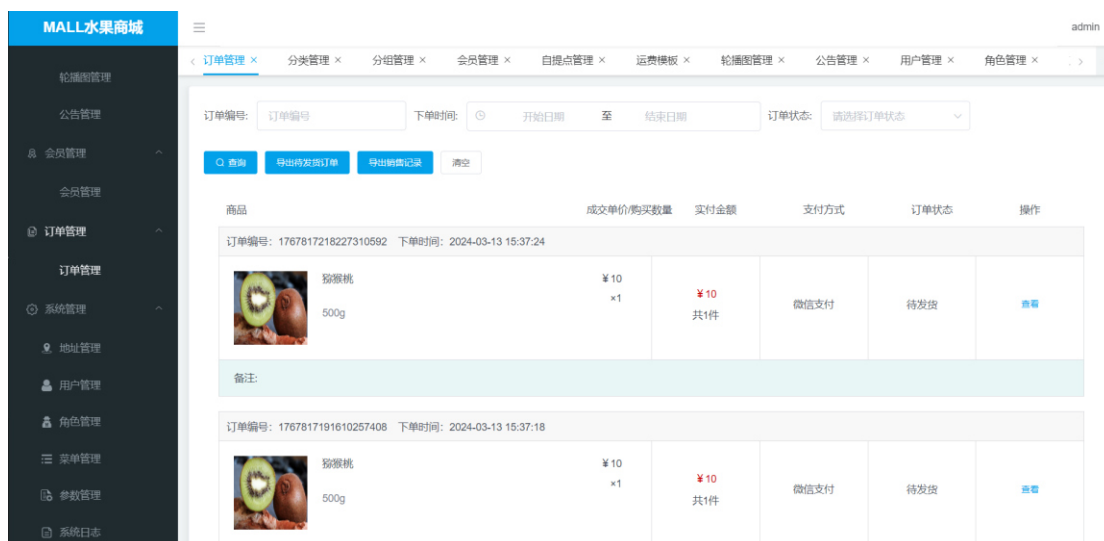 MALL水果商城
admin
订单管理 × 分类管理 × 分组管理 × 会员管理 × 自提点管理 × 运费模板 × 轮播图管理 × 公告管理 × 用户管理 × 角色管理 ×
轮播图管理
公告管理
会员管理
会员管理
订单管理
订单管理
系统管理
地址管理
用户管理
角色管理
菜单管理
参数管理
系统日志
订单编号: 订单编号 下单时间: 开始日期 至 结束日期 订单状态: 请选择订单状态
查询 导出待发货订单 导出销售记录 清空
商品 成交单价/购买数量 实付金额 支付方式 订单状态 操作
订单编号: 1767817218227310592 下单时间: 2024-03-13 15:37:24
猕猴桃 ¥10
×1
500g
¥10
共1件
微信支付 待发货 查看
备注:
订单编号: 1767817191610257408 下单时间: 2024-03-13 15:37:18
猕猴桃 ¥10
×1
500g
¥10
共1件
微信支付 待发货 查看